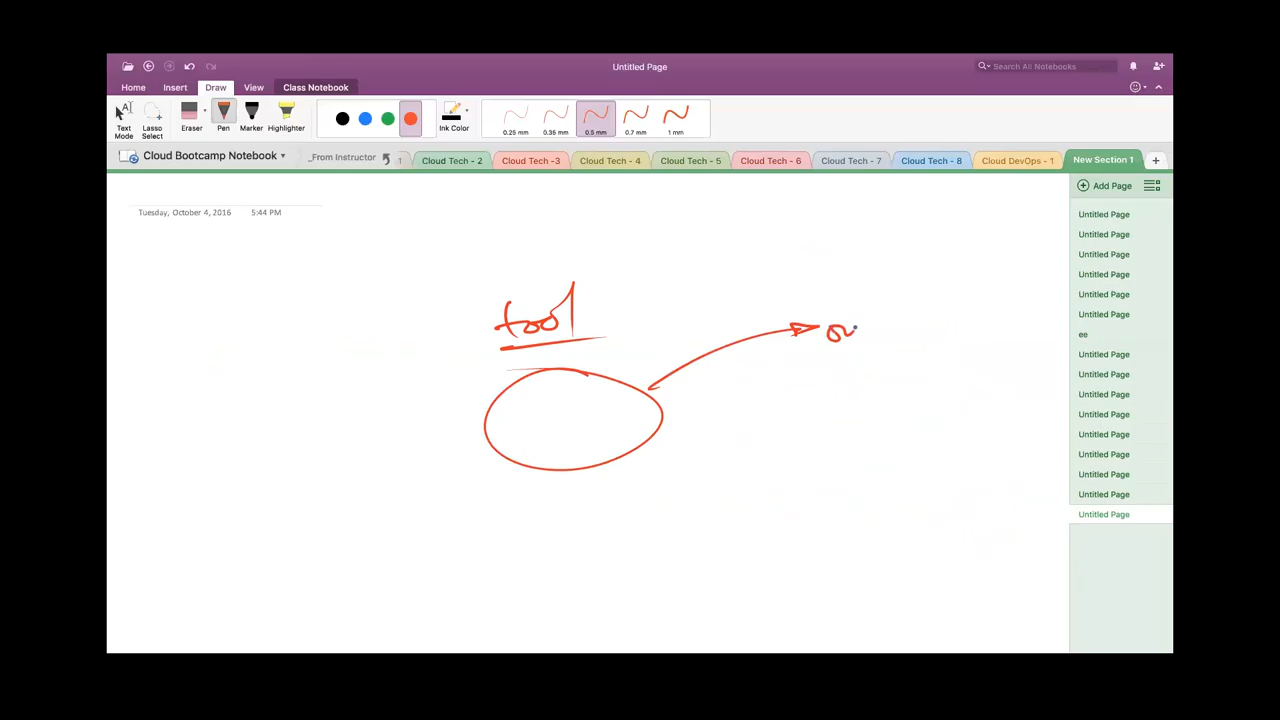 Untitled Page
Search All Notebooks
Home Insert Draw View Class Notebook
Text Mode
Lasso Select
Eraser
Pen
Marker
Highlighter
Ink Color
0.25 mm
0.35 mm
0.5 mm
0.7 mm
1 mm
Cloud Bootcamp Notebook
_From Instructor
1
Cloud Tech - 2
Cloud Tech -3
Cloud Tech - 4
Cloud Tech - 5
Cloud Tech - 6
Cloud Tech - 7
Cloud Tech - 8
Cloud DevOps - 1
New Section 1
Add Page
Tuesday, October 4, 2016 5:44 PM
tool
Untitled Page
Untitled Page
Untitled Page
Untitled Page
Untitled Page
Untitled Page
ee
Untitled Page
Untitled Page
Untitled Page
Untitled Page
Untitled Page
Untitled Page
Untitled Page
Untitled Page
Untitled Page